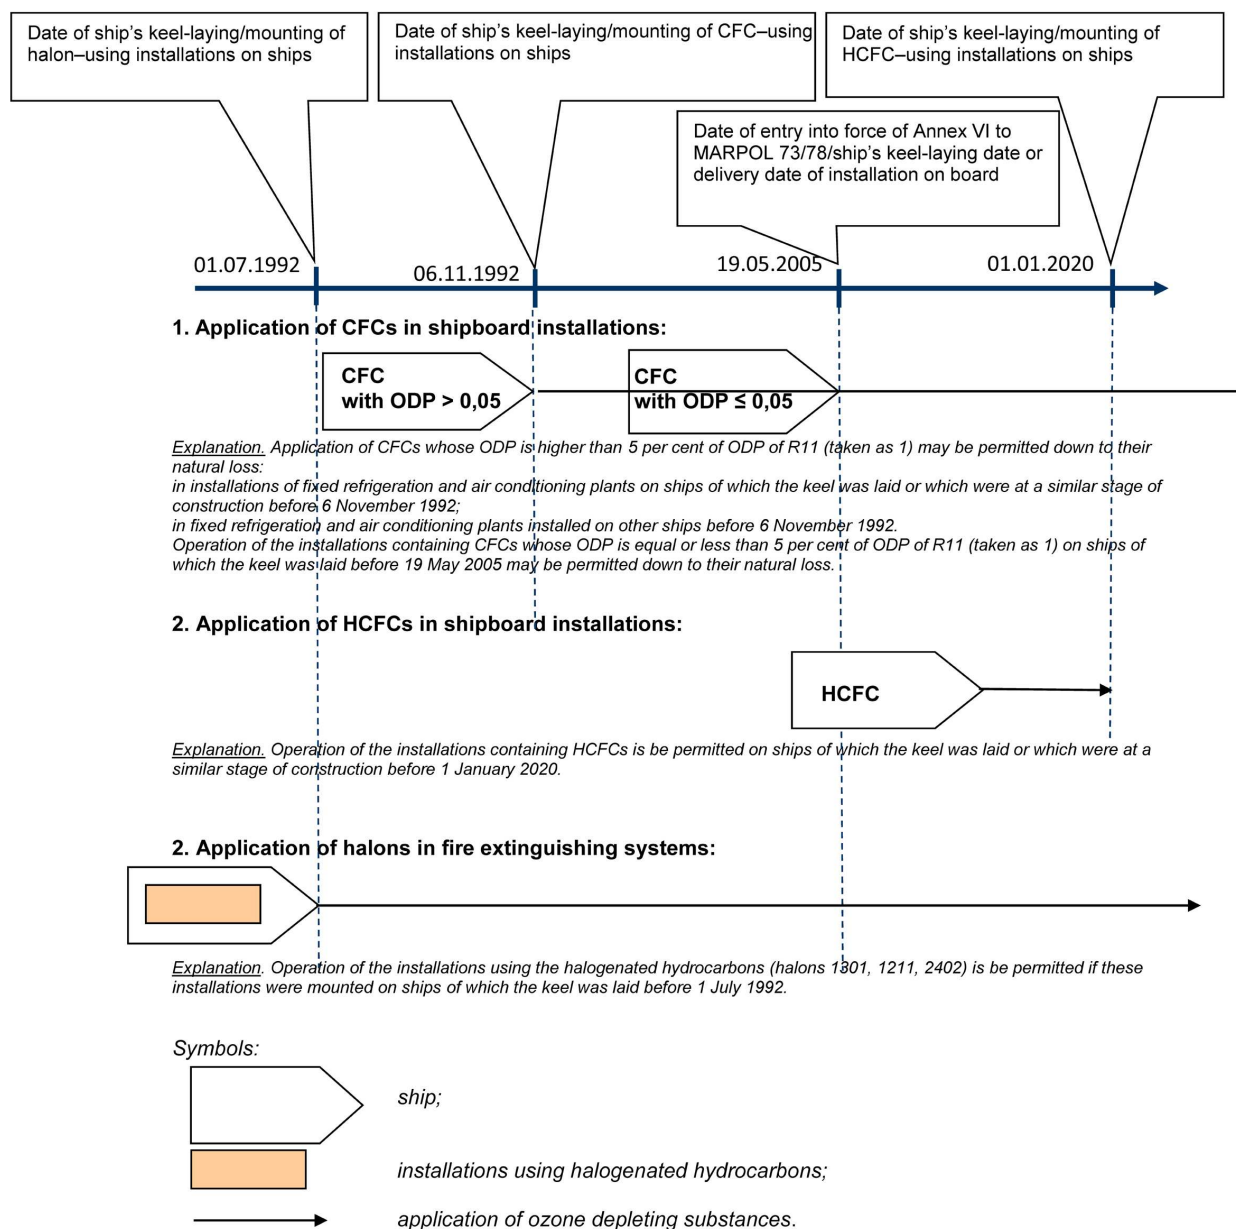 Date of ship's keel-laying/mounting of
halon–using installations on ships
Date of ship's keel-laying/mounting of CFC–using
installations on ships
Date of ship's keel-laying/mounting of
HCFC–using installations on ships
Date of entry into force of Annex VI to
MARPOL 73/78/ship's keel-laying date or
delivery date of installation on board
01.07.1992
06.11.1992
19.05.2005
01.01.2020
1. Application of CFCs in shipboard installations:
CFC
with ODP > 0,05
CFC
with ODP ≤ 0,05
Explanation. Application of CFCs whose ODP is higher than 5 per cent of ODP of R11 (taken as 1) may be permitted down to their
natural loss:
in installations of fixed refrigeration and air conditioning plants on ships of which the keel was laid or which were at a similar stage of
construction before 6 November 1992;
in fixed refrigeration and air conditioning plants installed on other ships before 6 November 1992.
Operation of the installations containing CFCs whose ODP is equal or less than 5 per cent of ODP of R11 (taken as 1) on ships of
which the keel was laid before 19 May 2005 may be permitted down to their natural loss.
2. Application of HCFCs in shipboard installations:
HCFC
Explanation. Operation of the installations containing HCFCs is be permitted on ships of which the keel was laid or which were at a
similar stage of construction before 1 January 2020.
2. Application of halons in fire extinguishing systems:
Explanation. Operation of the installations using the halogenated hydrocarbons (halons 1301, 1211, 2402) is be permitted if these
installations were mounted on ships of which the keel was laid before 1 July 1992.
Symbols:
ship;
installations using halogenated hydrocarbons;
application of ozone depleting substances.